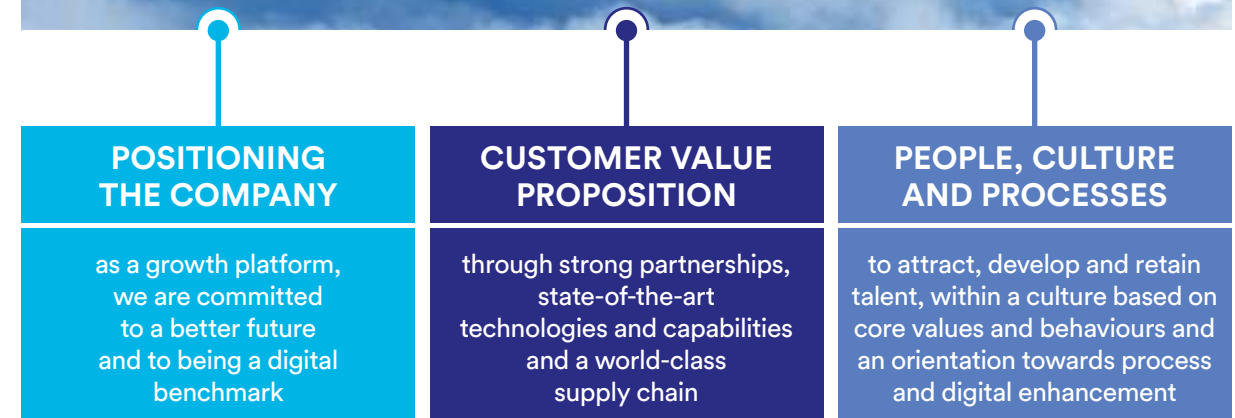 POSITIONING
THE COMPANY
as a growth platform,
we are committed
to a better future
and to being a digital
benchmark
CUSTOMER VALUE
PROPOSITION
through strong partnerships,
state-of-the-art
technologies and capabilities
and a world-class
supply chain
PEOPLE, CULTURE
AND PROCESSES
to attract, develop and retain
talent, within a culture based on
core values and behaviours and
an orientation towards process
and digital enhancement